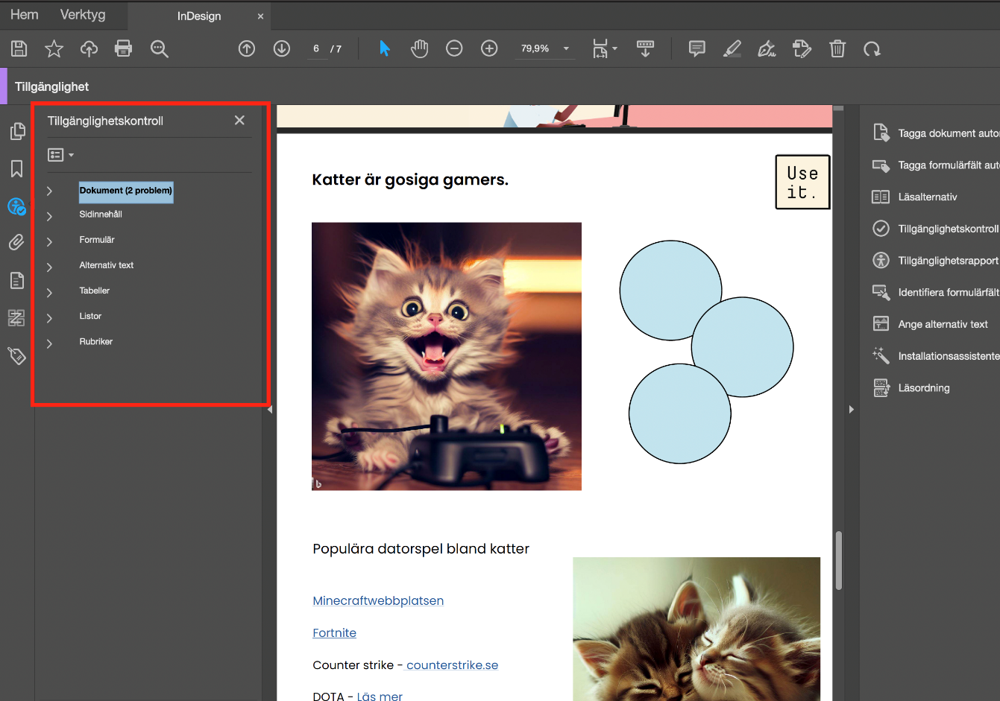 Hem Verktyg InDesign ×
6 / 7 79,9%
Tillgänglighet
Tillgänglighetskontroll
Dokument (2 problem)
Sidinnehåll
Formulär
Alternativ text
Tabeller
Listor
Rubriker
Katter är gosiga gamers.
Use
it.
b
Populära datorspel bland katter
Minecraftwebbplatsen
Fortnite
Counter strike - counterstrike.se
DOTA - Läs mer
Tagga dokument auto
Tagga formulärfält auto
Läsalternativ
Tillgänglighetskontroll
Tillgänglighetsrapport
Identifiera formulärfält
Ange alternativ text
Installationsassistente
Läsordning